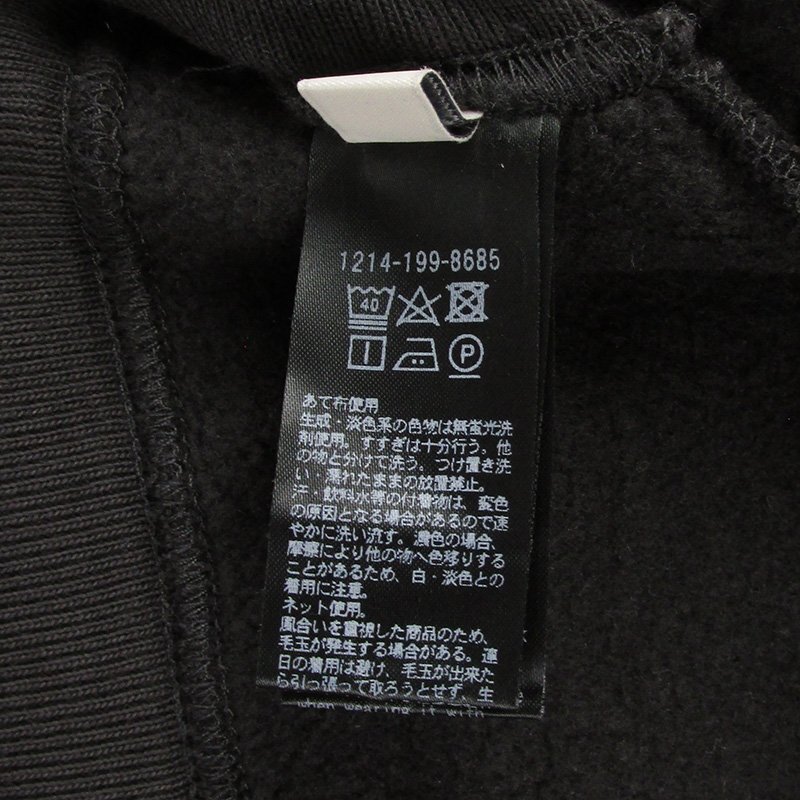 1214-199-8685
40
P
あて布使用
生成・淡色系の色物は無蛍光洗
剤使用。すすぎは十分行う、他
の物と分けて洗う。つけ置き洗
い、濡れたままの放置禁止。
汗・飲料水等の付着物は、変色
の原因となる場合があるので速
やかに洗い流す。濃色の場合、
摩擦により他の物へ色移りする
ことがあるため、白・淡色との
着用に注意。
ネット使用。
風合いを重視した商品のため、
毛玉が発生する場合がある。連
日の着用は避け、毛玉が出来た
ら引っ張って取ろうとせず、生
when wearing it with